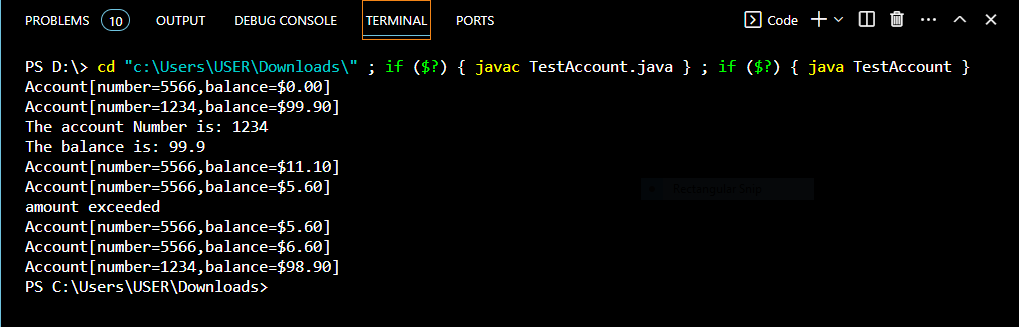 PROBLEMS 10 OUTPUT DEBUG CONSOLE TERMINAL PORTS Code
PS D:\> cd "c:\Users\USER\Downloads\" ; if ($?) { javac TestAccount.java } ; if ($?) { java TestAccount }
Account[number=5566,balance=$0.00]
Account[number=1234,balance=$99.90]
The account Number is: 1234
The balance is: 99.9
Account[number=5566,balance=$11.10]
Account[number=5566,balance=$5.60]
Rectangular Snip
amount exceeded
Account[number=5566,balance=$5.60]
Account[number=5566,balance=$6.60]
Account[number=1234,balance=$98.90]
PS C:\Users\USER\Downloads>